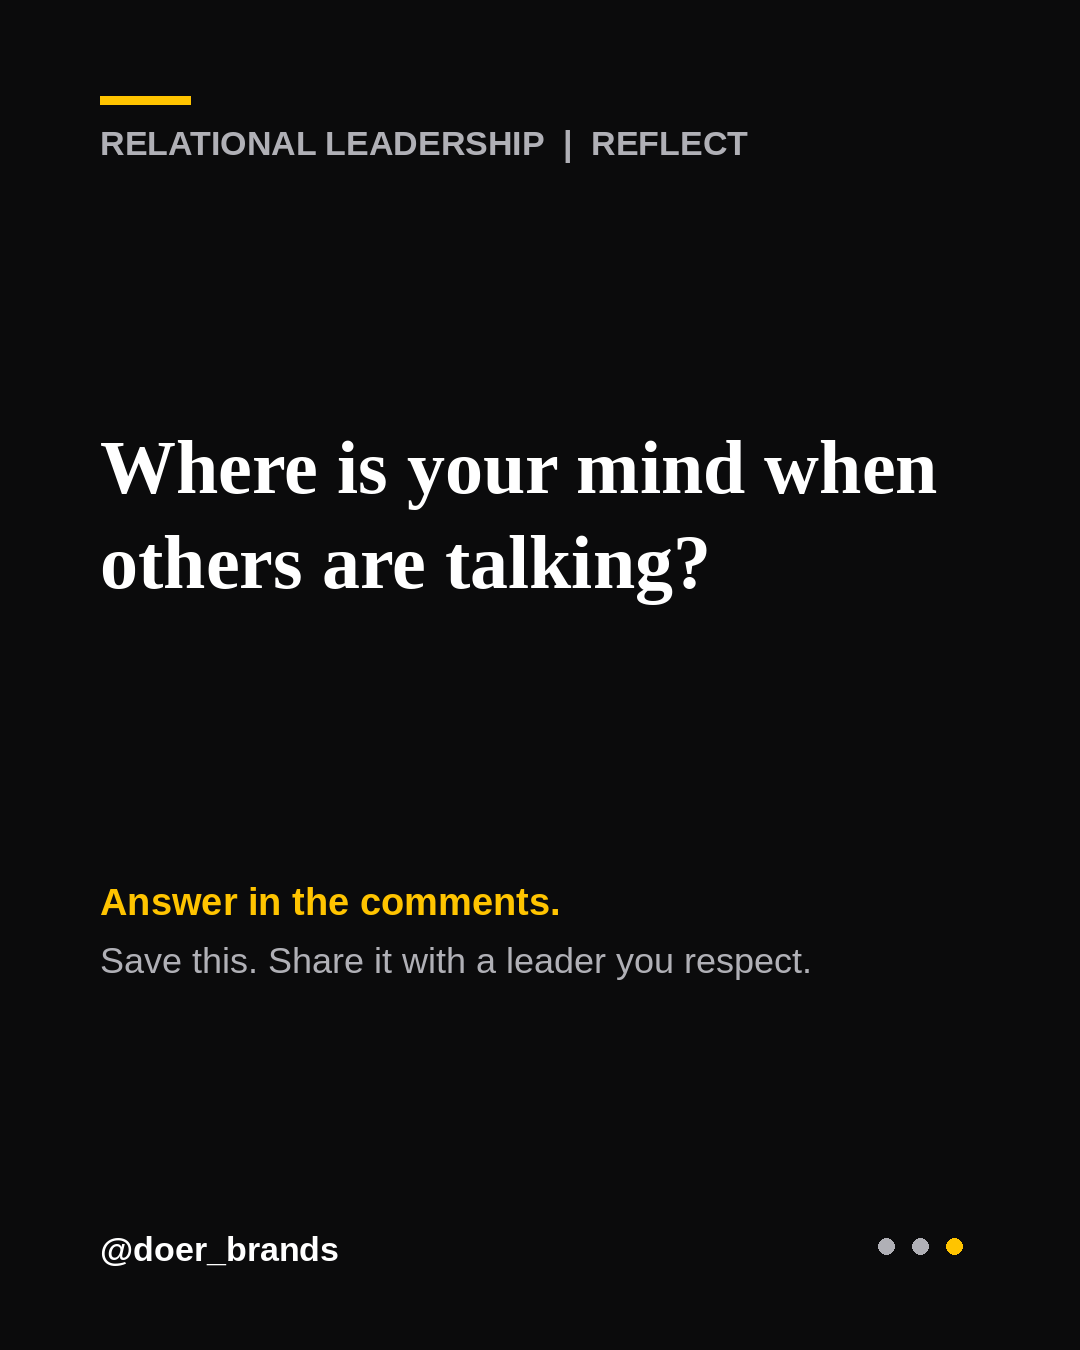 RELATIONAL LEADERSHIP | REFLECT
Where is your mind when
others are talking?
Answer in the comments.
Save this. Share it with a leader you respect.
@doer_brands